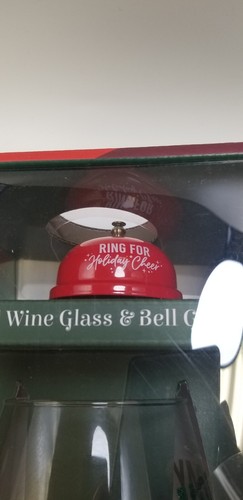 RING FOR
Holiday Cheer
Wine Glass & Bell G